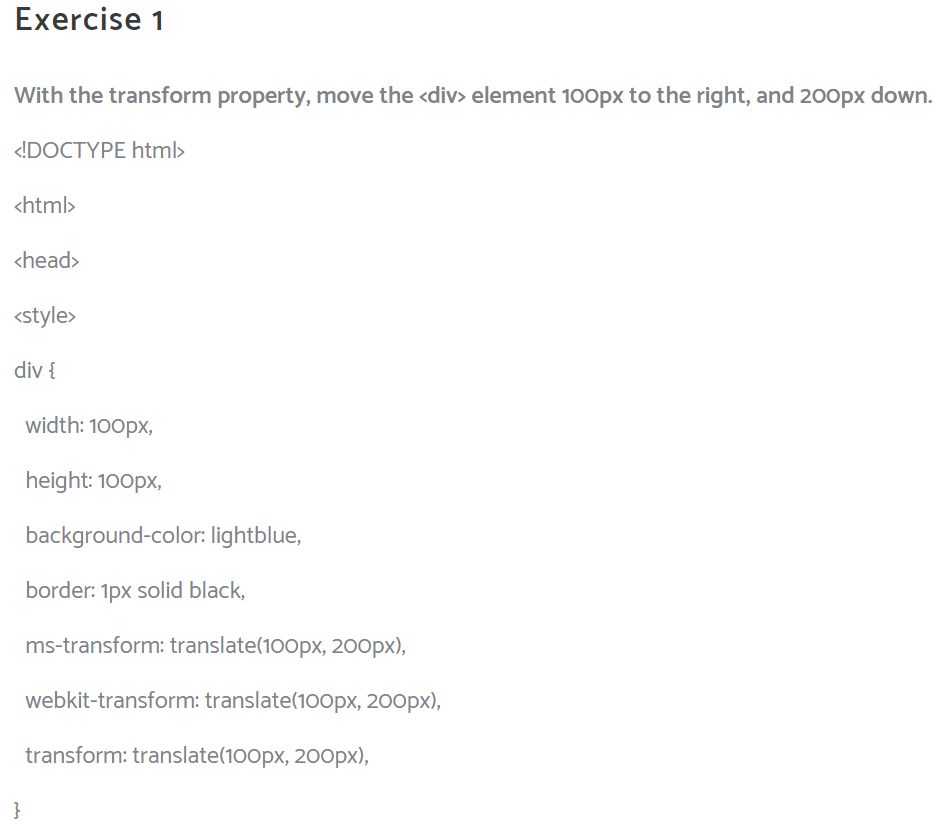 Exercise 1
With the transform property, move the <div> element 100px to the right, and 200px down.
<!DOCTYPE html>
<html>
<head>
<style>
div {
width: 100px,
height: 100px,
background-color: lightblue,
border: 1px solid black,
ms-transform: translate(100px, 200px),
webkit-transform: translate(100px, 200px),
transform: translate(100px, 200px),
}